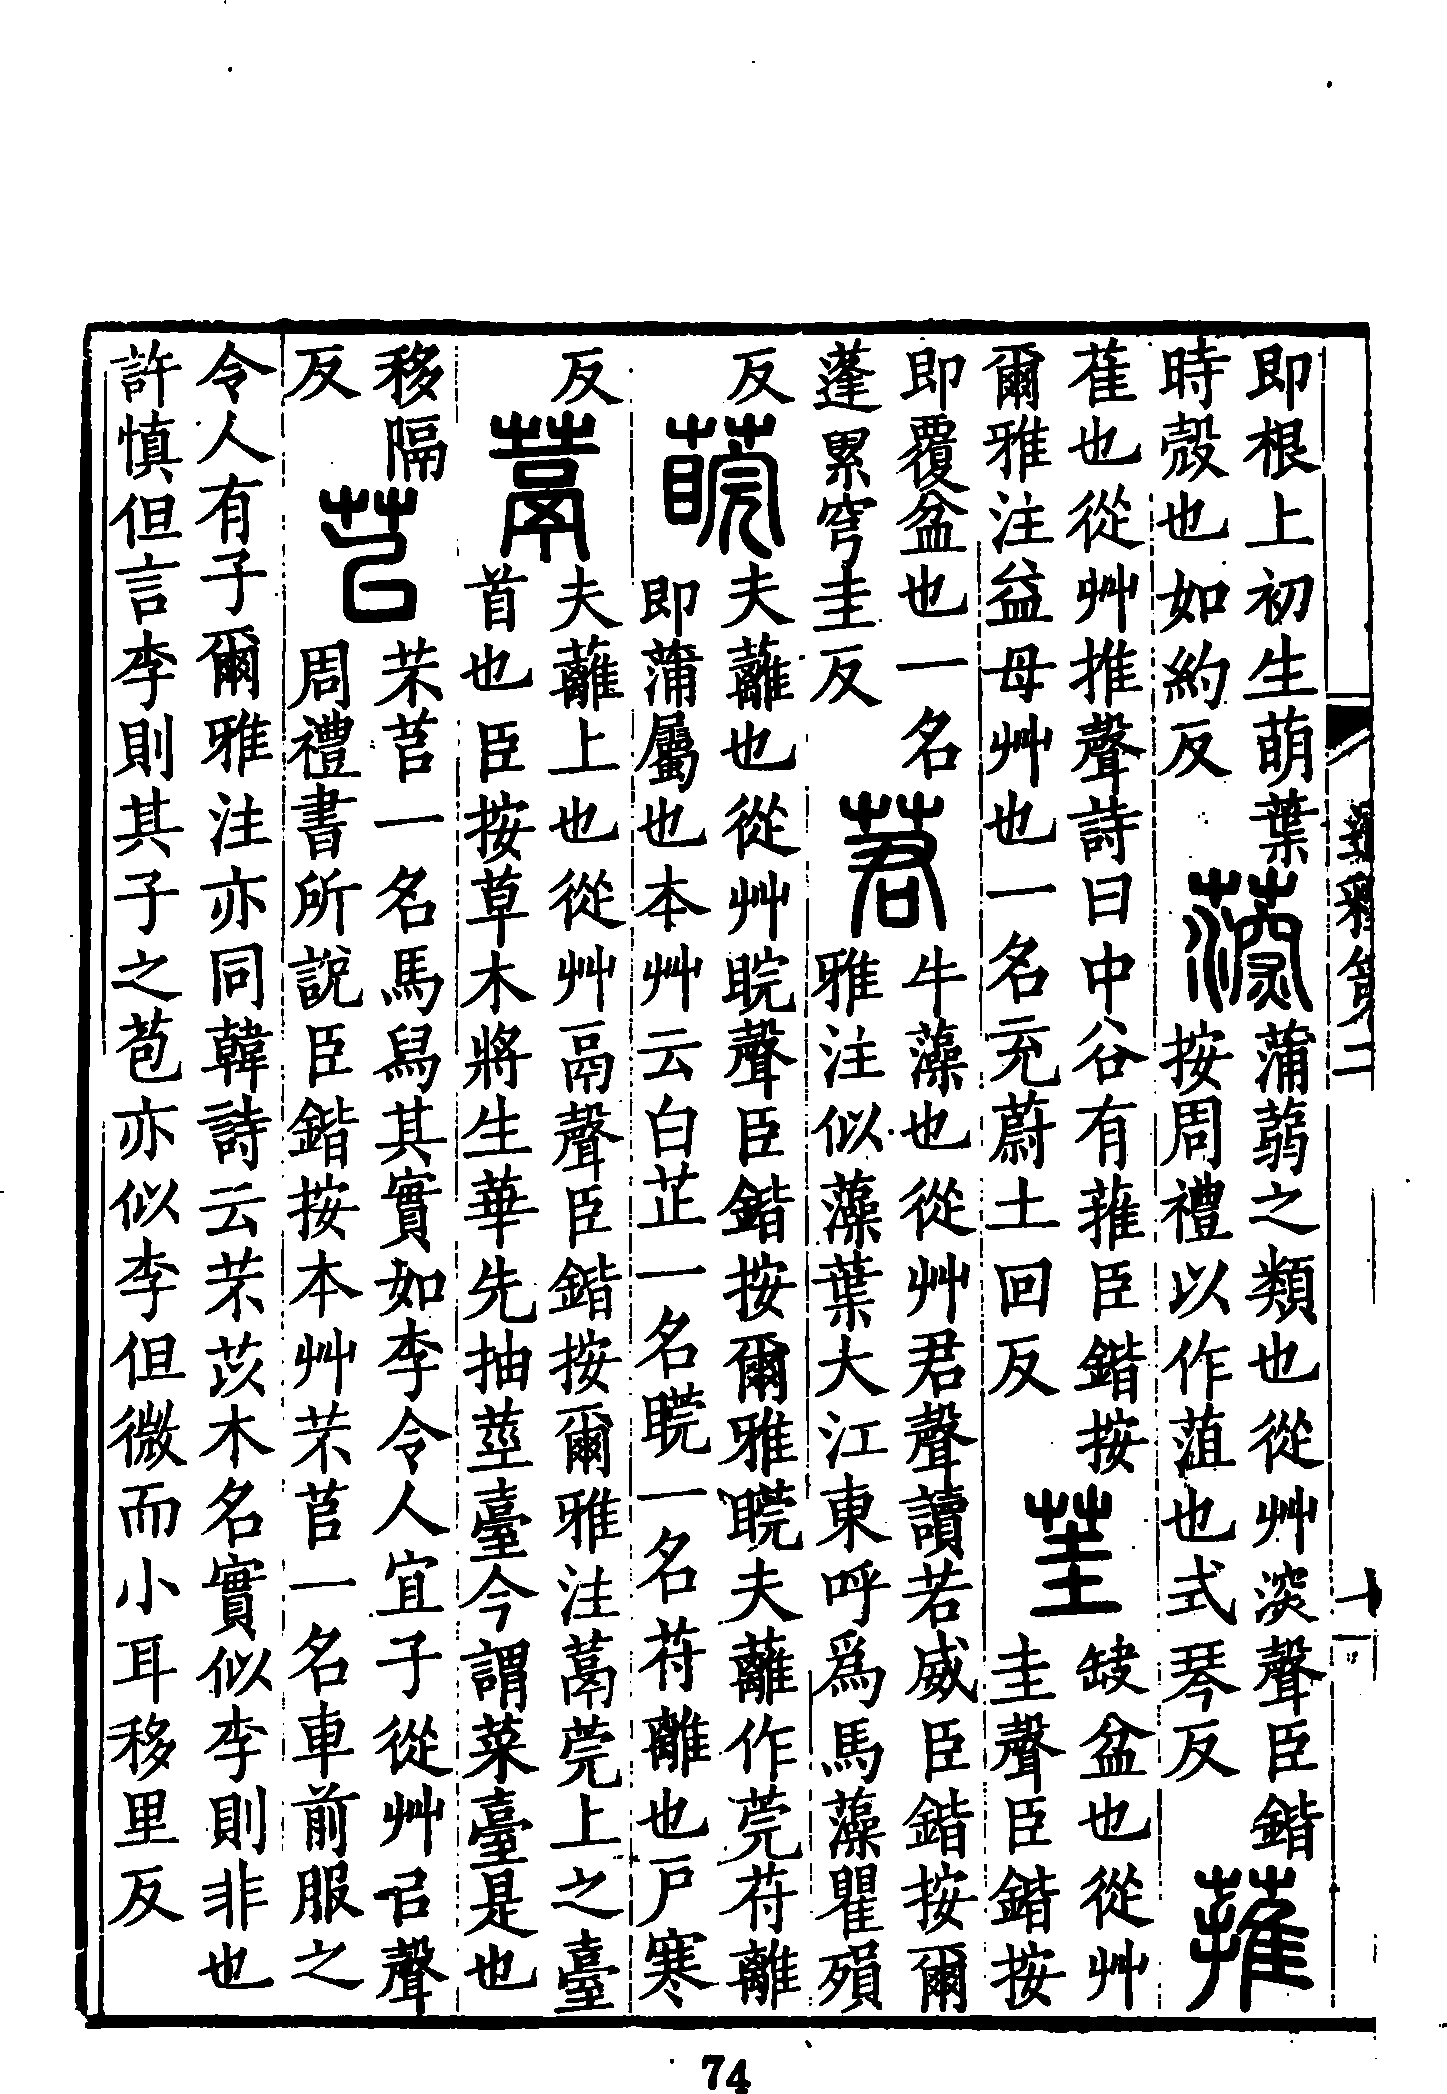 即根上初生萌葉
時殻也如約反
蒲蒻之類也從艸深聲臣鍇
按周禮以作菹也式琴反
蓷
萑也從艸推聲詩曰中谷有蓷臣鍇按
爾雅注益母艸也一名充蔚土回反
茥
缺盆也從艸
圭聲臣鍇按
即覆盆也一名
蓬累穹圭反
莙
牛藻也從艸君聲讀若威臣鍇按爾
雅注似藻葉大江東呼爲馬藻瞿殞
反
夫蘺也從艸睆聲臣鍇按爾雅夫蘺作莞苻蘺
即蒲屬也本艸云白芷一名一名苻離也戶寒
反
蒚
夫蘺上也從艸鬲聲臣鍇按爾雅注蒚莞上之臺
首也臣按草木將生華先抽莖臺今謂菜臺是也
移隔
反
苢
芣苢一名馬舄其實如李令人宜子從艸㠯聲
周禮書所說臣鍇按本艸芣苢一名車前服之
令人有子爾雅注亦同韓詩云芣苡木名實似李則非也
許慎但言李則其子之苞亦似李但微而小耳移里反
通釋第二
十一
74